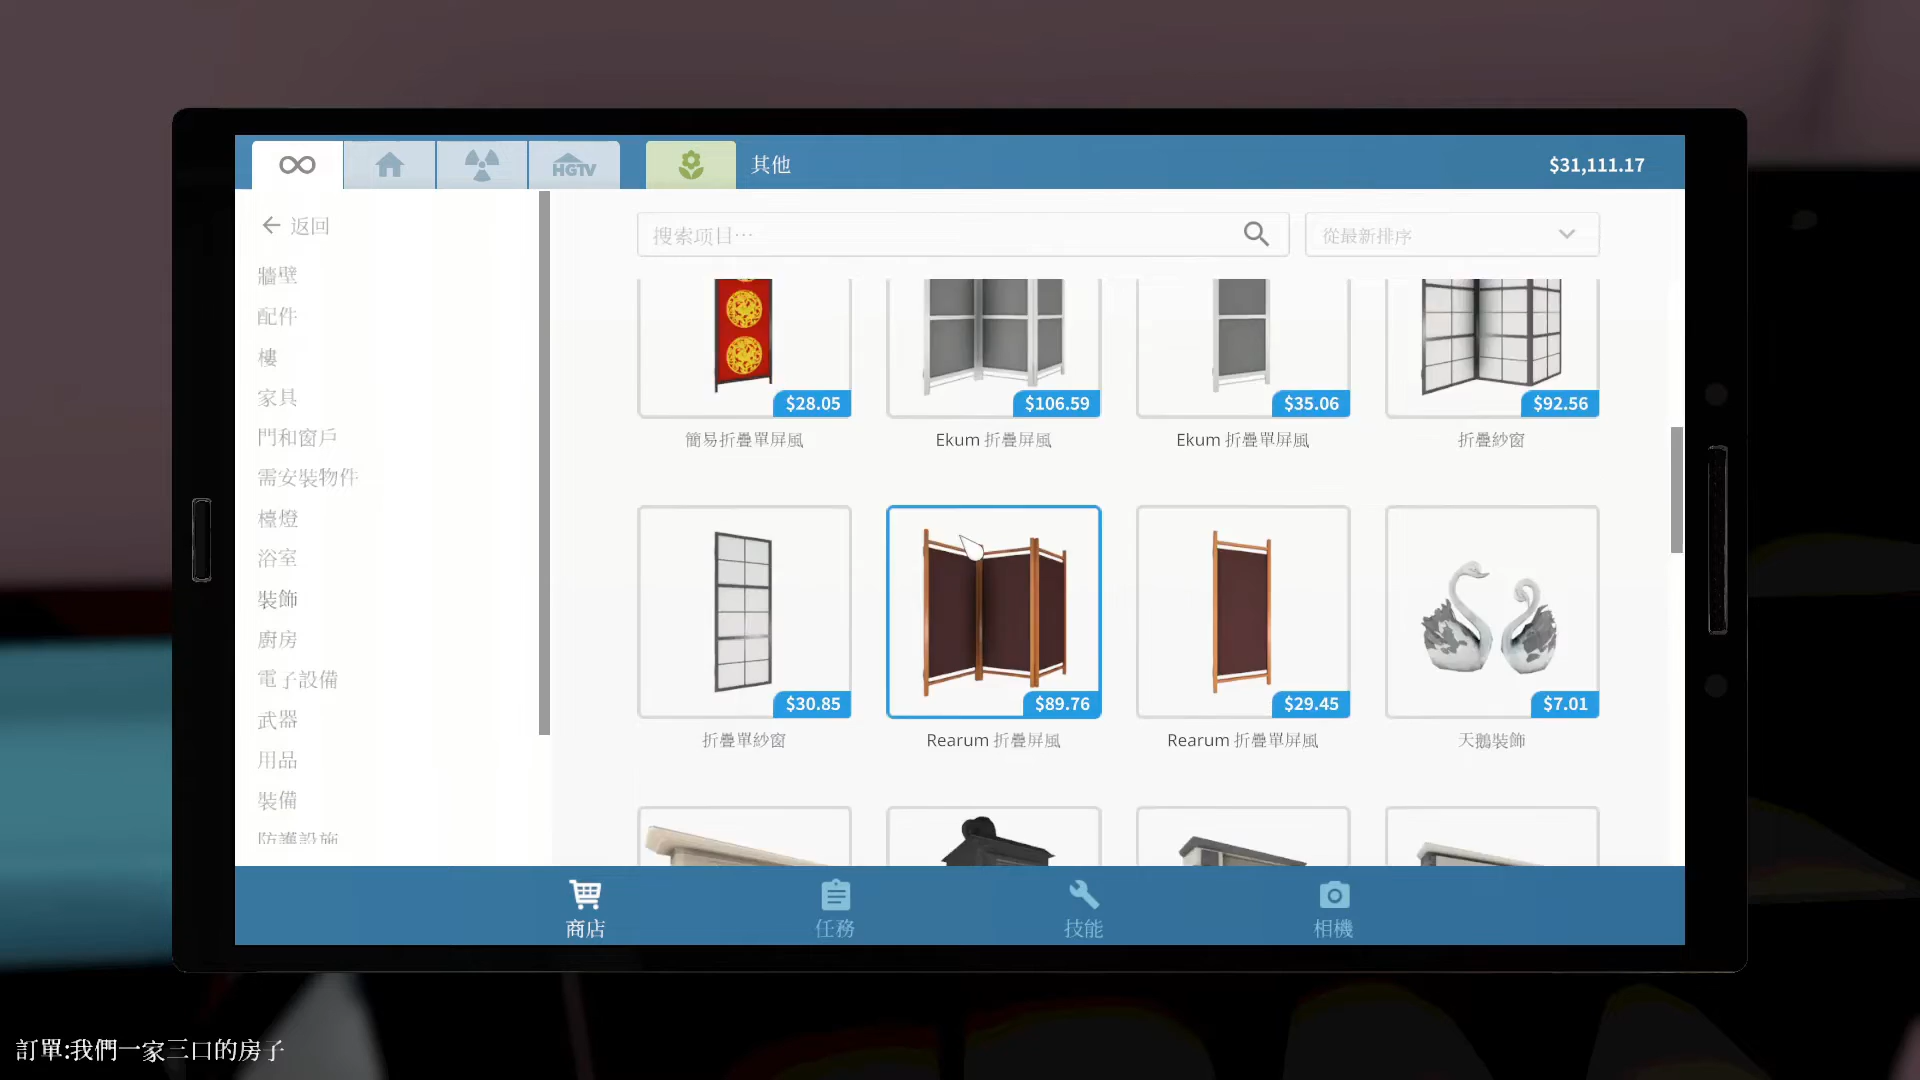 HGTV
其他
$31,111.17
返回
搜索项目…
從最新排序
牆壁
配件
樓
家具
門和窗戶
需安裝物件
檯燈
浴室
裝飾
廚房
電子設備
武器
用品
裝備
防護設施
$28.05
$106.59
$35.06
$92.56
簡易折疊單屏風
Ekum 折疊屏風
Ekum 折疊單屏風
折疊紗窗
$30.85
$89.76
$29.45
$7.01
折疊單紗窗
Rearum 折疊屏風
Rearum 折疊單屏風
天鵝裝飾
商店
任務
技能
相機
訂單:我們一家三口的房子